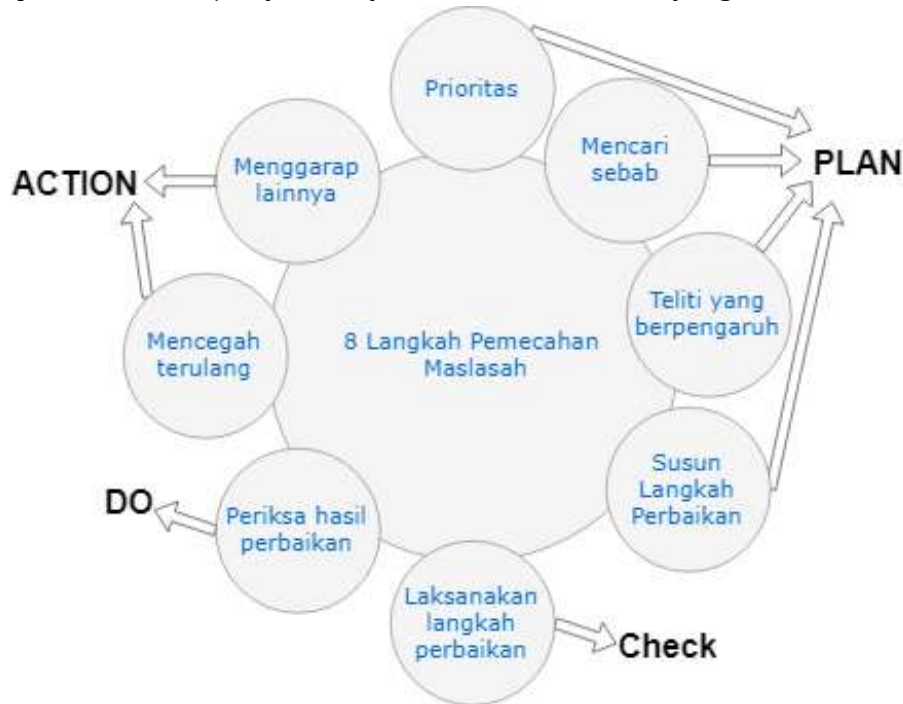 Prioritas
Mencari
sebab
PLAN
Teliti yang
berpengaruh
Susun
Langkah
Perbaikan
Check
Laksanakan
langkah
perbaikan
DO
Periksa hasil
perbaikan
Mencegah
terulang
ACTION
Menggarap
lainnya
8 Langkah Pemecahan
Maslasah